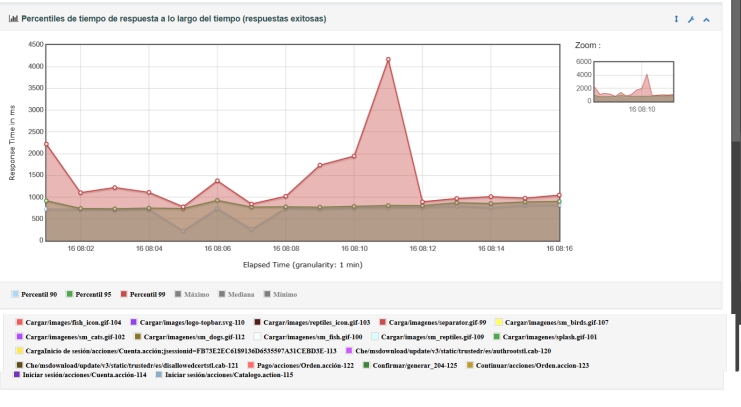 Percentiles de tiempo de respuesta a lo largo del tiempo (respuestas exitosas)
Zoom :
4500
4000
3500
3000
2500
2000
1500
1000
500
0
Response Time in ms
16 08:02 16 08:04 16 08:06 16 08:08 16 08:10 16 08:12 16 08:14 16 08:16
Elapsed Time (granularity: 1 min)
6000
4000
2000
0
16 08:10
Percentil 90 Percentil 95 Percentil 99 Máximo Mediana Mínimo
Cargar/images/fish_icon.gif-104 Cargar/images/logo-topbar.svg-110 Cargar/images/reptiles_icon.gif-103 Carga/imagenes/separator.gif-99 Cargar/imagenes/sm_birds.gif-107
Cargar/imagenes/sm_cats.gif-102 Cargar/imagenes/sm_dogs.gif-112 Cargar/imagenes/sm_fish.gif-100 Cargar/imagenes/sm_reptiles.gif-109 Cargar/imagenes/splash.gif-101
CargaInicio de sesión/acciones/Cuenta.acción;jsessionid=FB73E2EC6189136D6535597A31CEBD3E-113 Che/msdownload/update/v3/static/trustedr/es/authrootstl.cab-120
Che/msdownload/update/v3/static/trustedr/es/disallowedcertstl.cab-121 Pago/acciones/Orden.acción-122 Confirmar/generar_204-125 Continuar/acciones/Orden.accion-123
Iniciar sesión/acciones/Cuenta.acción-114 Iniciar sesión/acciones/Catalogo.action-115